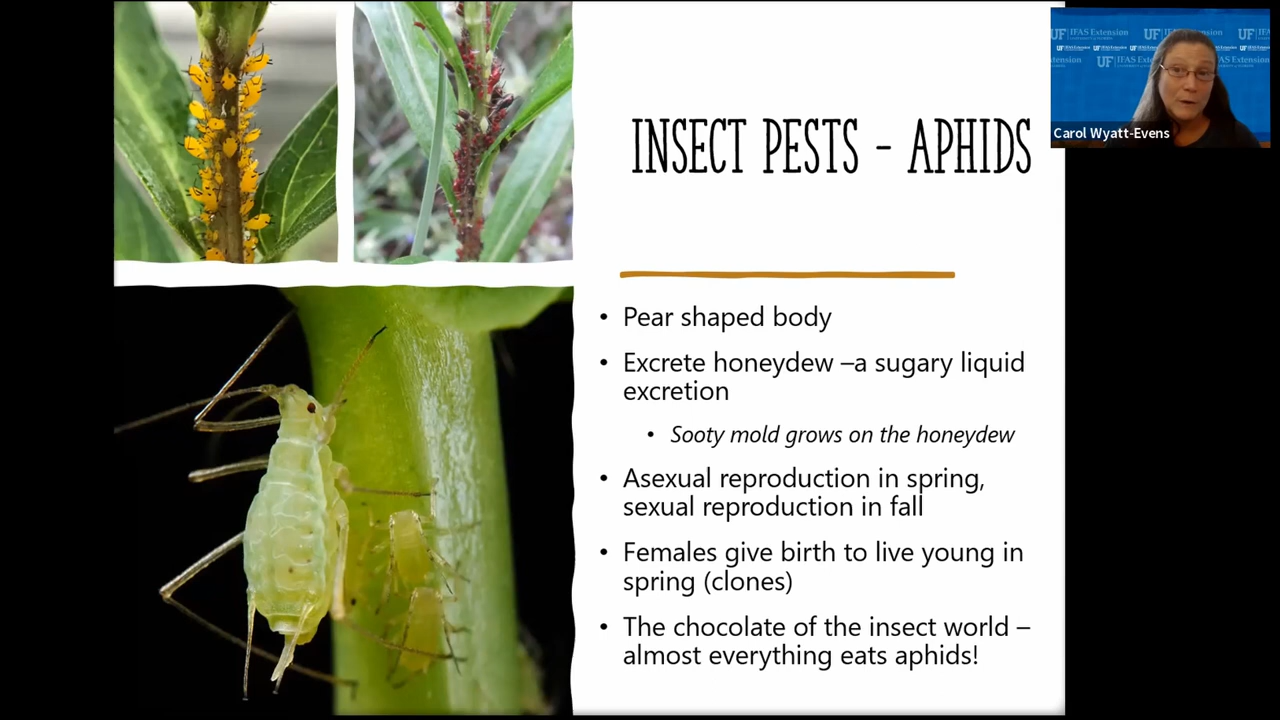 INSECT PESTS - APHIDS
• Pear shaped body
• Excrete honeydew –a sugary liquid
excretion
• Sooty mold grows on the honeydew
• Asexual reproduction in spring,
sexual reproduction in fall
• Females give birth to live young in
spring (clones)
• The chocolate of the insect world –
almost everything eats aphids!
UF IFAS Extension
Carol Wyatt-Evens